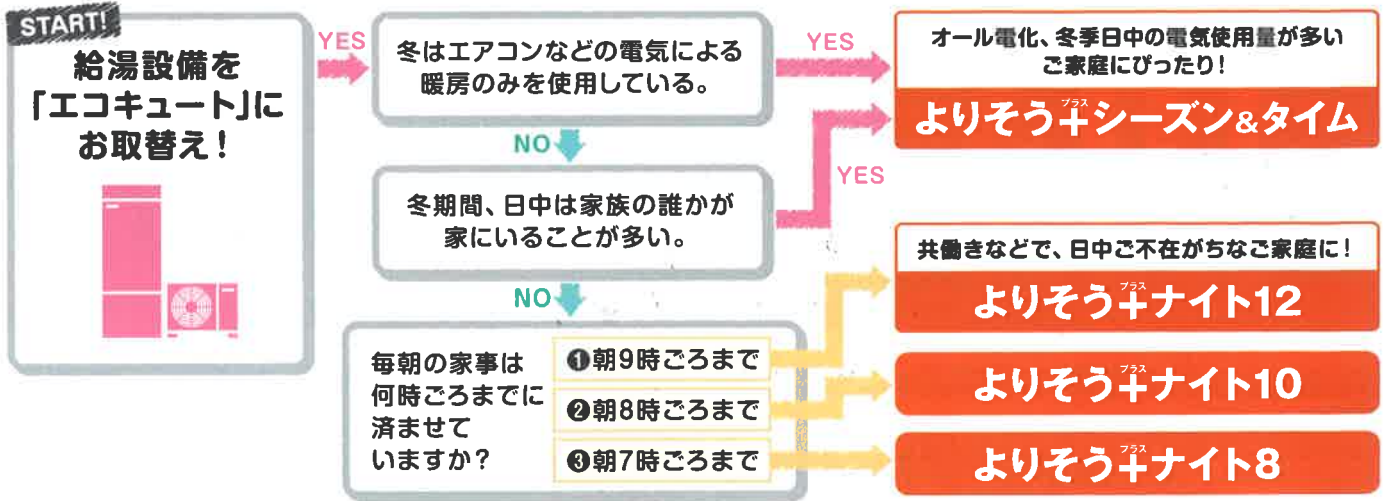 START!
給湯設備を
「エコキュート」に
お取替え!
YES
冬はエアコンなどの電気による
暖房のみを使用している。
YES
オール電化、冬季日中の電気使用量が多い
ご家庭にぴったり!
よりそう+プラスシーズン&タイム
NO
冬期間、日中は家族の誰かが
家にいることが多い。
YES
NO
毎朝の家事は
何時ごろまでに
済ませて
いますか?
❶朝9時ごろまで
❷朝8時ごろまで
❸朝7時ごろまで
共働きなどで、日中ご不在がちなご家庭に!
よりそう+プラスナイト12
よりそう+プラスナイト10
よりそう+プラスナイト8